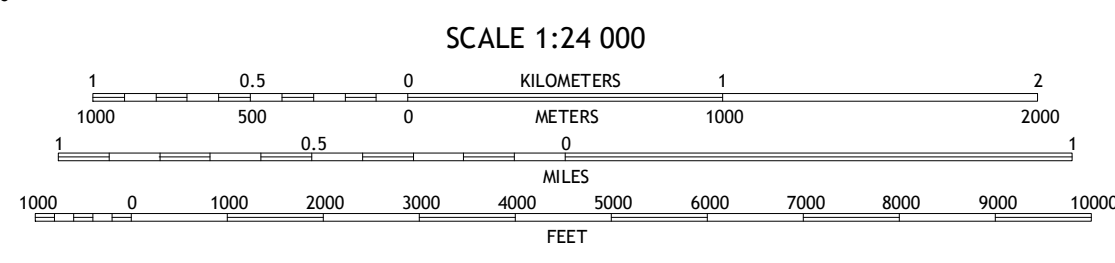 SCALE 1:24 000
1 0.5 0 KILOMETERS 1 2
1000 500 0 METERS 1000 2000
1 0.5 0 1
MILES
1000 0 1000 2000 3000 4000 5000 6000 7000 8000 9000 10000
FEET